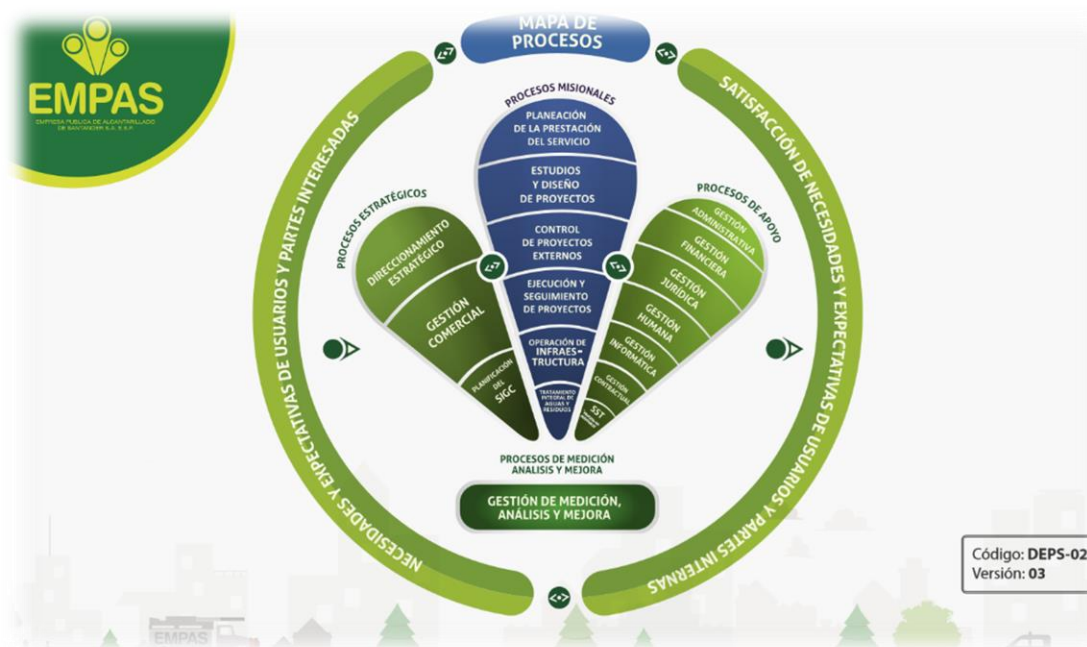 EMPAS
EMPRESA PUBLICA DE ALCANTARILLADO
DE SANTANDER S.A. E.S.P.
MAPA DE
PROCESOS
NECESIDADES Y EXPECTATIVAS DE USUARIOS Y PARTES INTERESADAS
SATISFACCIÓN DE NECESIDADES Y EXPECTATIVAS DE USUARIOS Y PARTES INTERNAS
PROCESOS ESTRATÉGICOS
DIRECCIONAMIENTO
ESTRATÉGICO
GESTIÓN
COMERCIAL
PLANIFICACIÓN
DEL
SIGC
PROCESOS MISIONALES
PLANEACIÓN
DE LA PRESTACIÓN
DEL SERVICIO
ESTUDIOS
Y DISEÑO
DE PROYECTOS
CONTROL
DE PROYECTOS
EXTERNOS
EJECUCIÓN Y
SEGUIMIENTO
DE PROYECTOS
OPERACIÓN DE
INFRAES-
TRUCTURA
TRATAMIENTO
INTEGRAL DE
AGUAS Y
RESIDUOS
PROCESOS DE APOYO
GESTIÓN
ADMINISTRATIVA
GESTIÓN
FINANCIERA
GESTIÓN
JURÍDICA
GESTIÓN
HUMANA
GESTIÓN
INFORMÁTICA
GESTIÓN
CONTRACTUAL
SST
PROCESOS DE MEDICIÓN
ANALISIS Y MEJORA
GESTIÓN DE MEDICIÓN,
ANÁLISIS Y MEJORA
Código: DEPS-02
Versión: 03
EMPAS